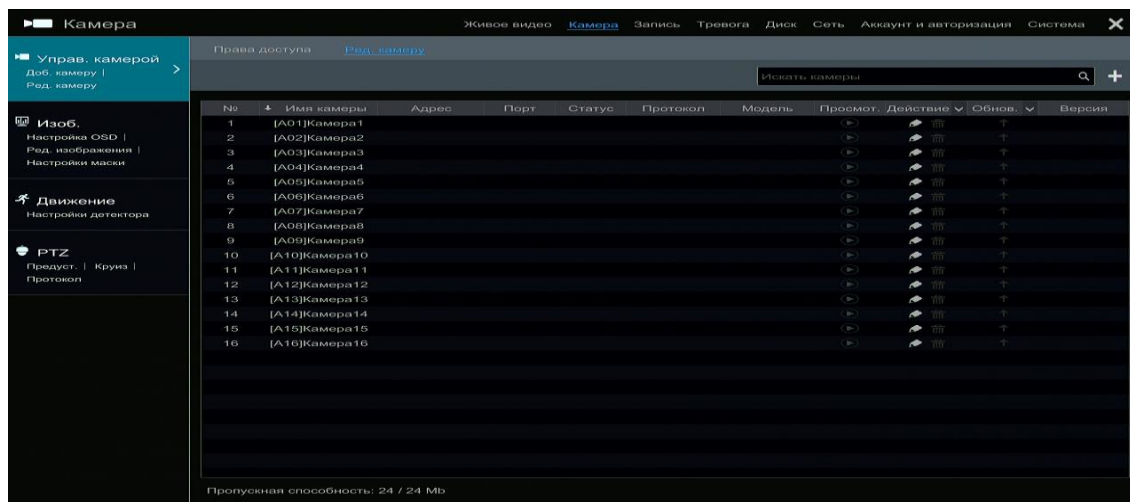 Камера
Живое видео Камера Запись Тревога Диск Сеть Аккаунт и авторизация Система
Управ. камерой
Доб. камеру |
Ред. камеру
Изоб.
Настройка OSD |
Ред. изображения |
Настройки маски
Движение
Настройки детектора
PTZ
Предуст. | Круиз |
Протокол
Права доступа Ред. камеру
Искать камеры
№ Имя камеры Адрес Порт Статус Протокол Модель Просмот. Действие Обнов. Версия
1 [A01]Камера1
2 [A02]Камера2
3 [A03]Камера3
4 [A04]Камера4
5 [A05]Камера5
6 [A06]Камера6
7 [A07]Камера7
8 [A08]Камера8
9 [A09]Камера9
10 [A10]Камера10
11 [A11]Камера11
12 [A12]Камера12
13 [A13]Камера13
14 [A14]Камера14
15 [A15]Камера15
16 [A16]Камера16
Пропускная способность: 24 / 24 Mb